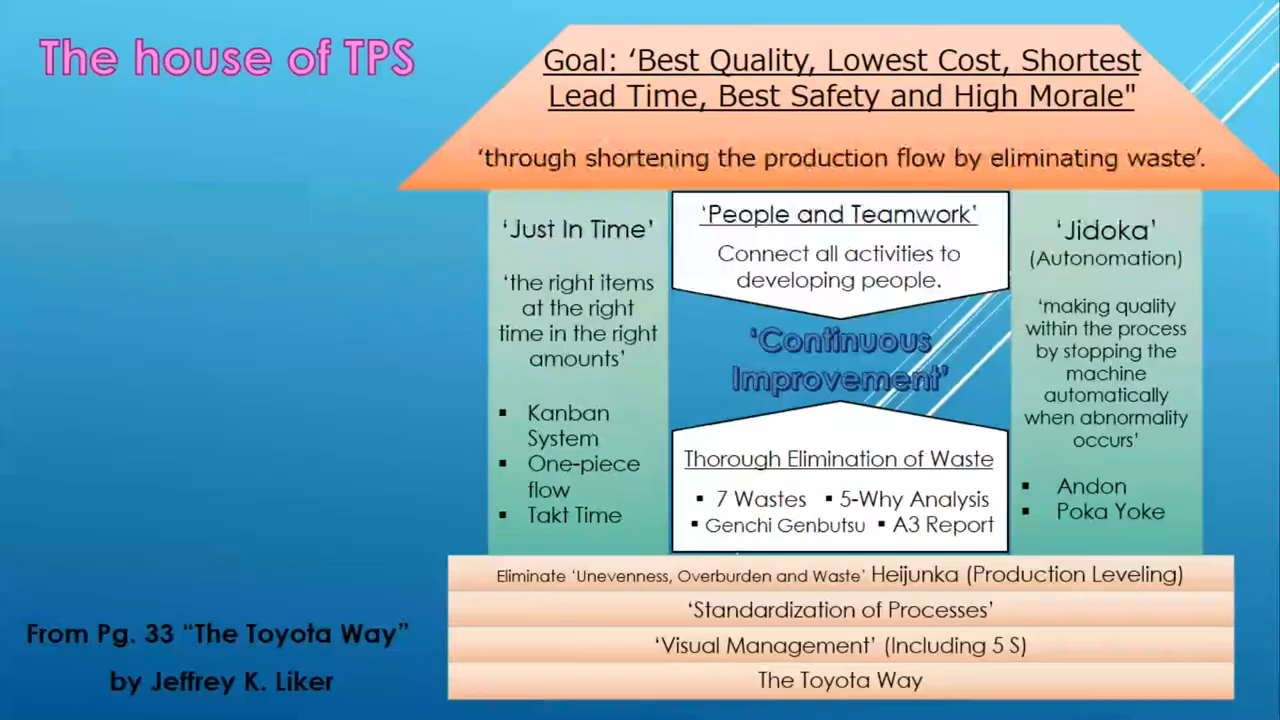 The house of TPS
Goal: ‘Best Quality, Lowest Cost, Shortest
Lead Time, Best Safety and High Morale"
‘through shortening the production flow by eliminating waste’.
‘Just In Time’
‘the right items
at the right
time in the right
amounts’
▪ Kanban
System
▪ One-piece
flow
▪ Takt Time
‘People and Teamwork’
Connect all activities to
developing people.
‘Continuous
Improvement’
Thorough Elimination of Waste
▪ 7 Wastes ▪ 5-Why Analysis
▪ Genchi Genbutsu ▪ A3 Report
‘Jidoka’
(Autonomation)
‘making quality
within the process
by stopping the
machine
automatically
when abnormality
occurs’
▪ Andon
▪ Poka Yoke
Eliminate ‘Unevenness, Overburden and Waste’ Heijunka (Production Leveling)
‘Standardization of Processes’
‘Visual Management’ (Including 5 S)
The Toyota Way
From Pg. 33 “The Toyota Way”
by Jeffrey K. Liker